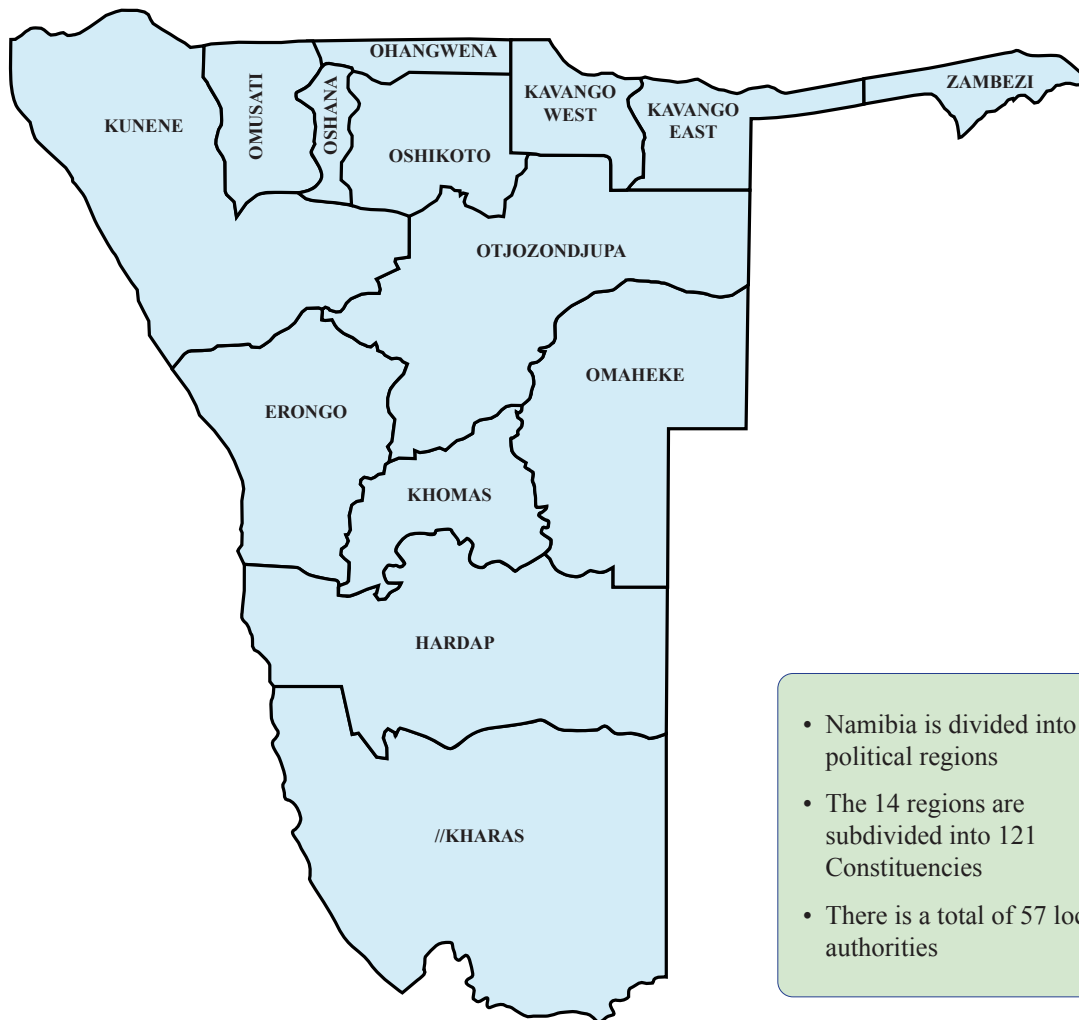 OHANGWENA
ZAMBEZI
KUNENE
OMUSATI
OSHANA
OSHIKOTO
KAVANGO
WEST
KAVANGO
EAST
OTJOZONDJUPA
OMAHEKE
ERONGO
KHOMAS
HARDAP
//KHARAS
• Namibia is divided into
political regions
• The 14 regions are
subdivided into 121
Constituencies
• There is a total of 57 loc
authorities